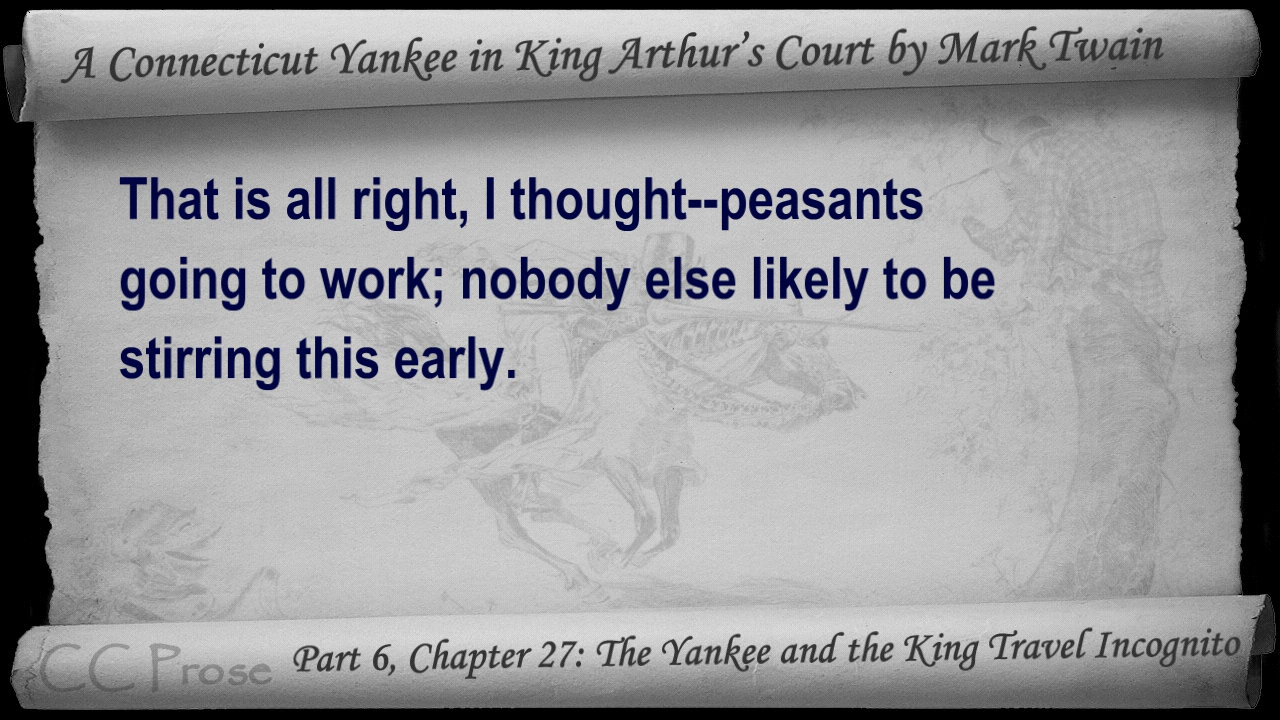 A Connecticut Yankee in King Arthur's Court by Mark Twain
That is all right, I thought--peasants
going to work; nobody else likely to be
stirring this early.
CC Prose
Part 6, Chapter 27: The Yankee and the King Travel Incognito